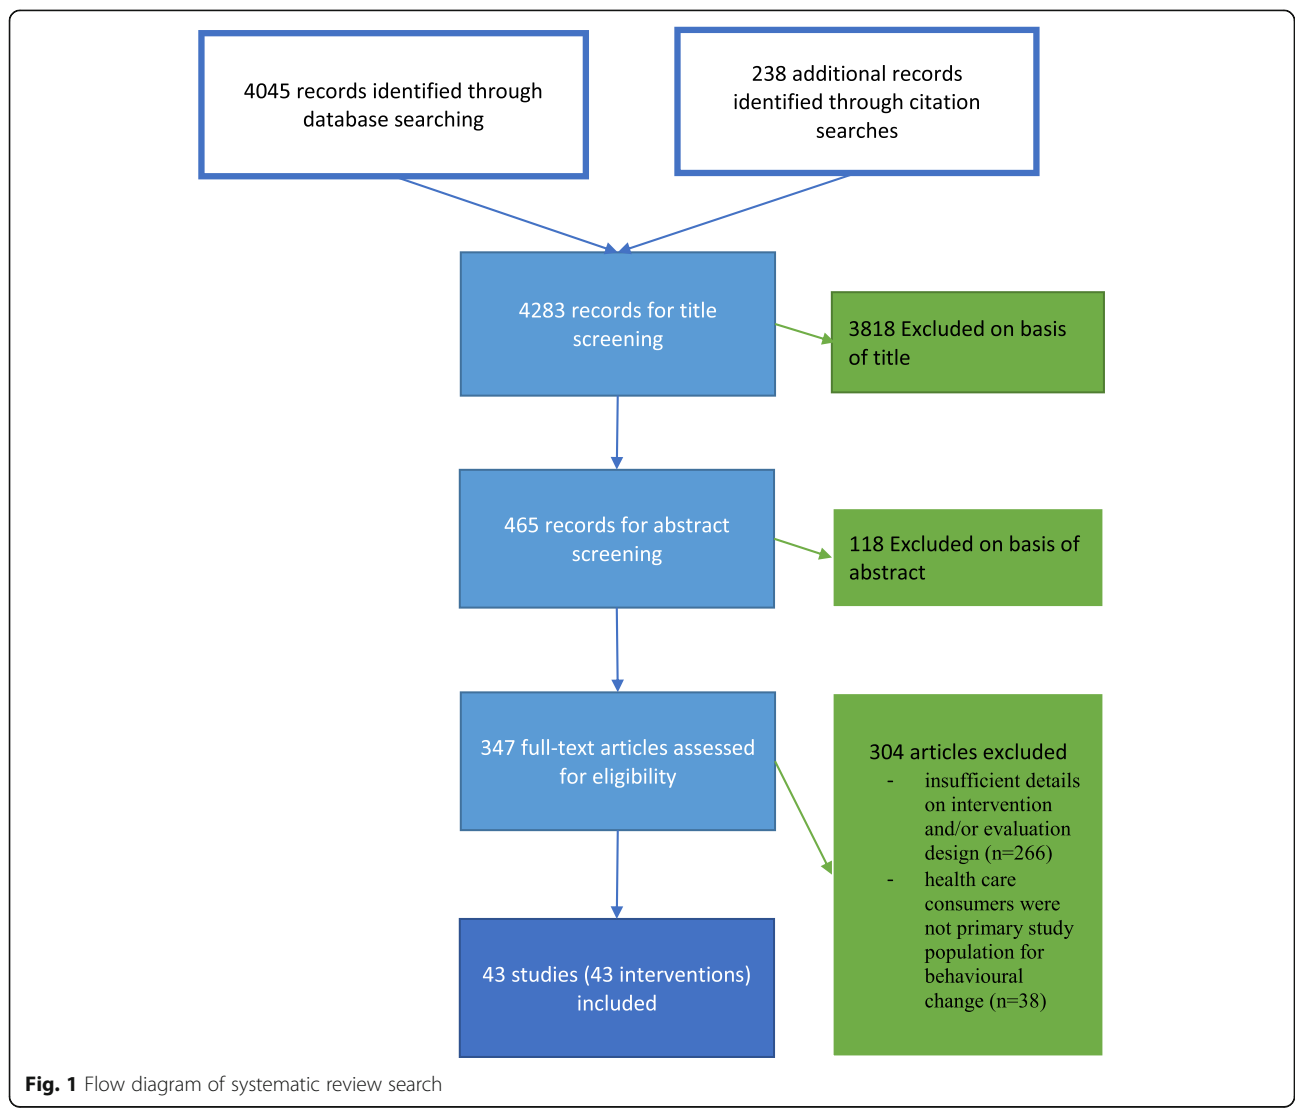 4045 records identified through
database searching
238 additional records
identified through citation
searches
4283 records for title
screening
3818 Excluded on basis
of title
465 records for abstract
screening
118 Excluded on basis of
abstract
347 full-text articles assessed
for eligibility
304 articles excluded
- insufficient details
on intervention
and/or evaluation
design (n=266)
- health care
consumers were
not primary study
population for
behavioural
change (n=38)
43 studies (43 interventions)
included
Fig. 1 Flow diagram of systematic review search